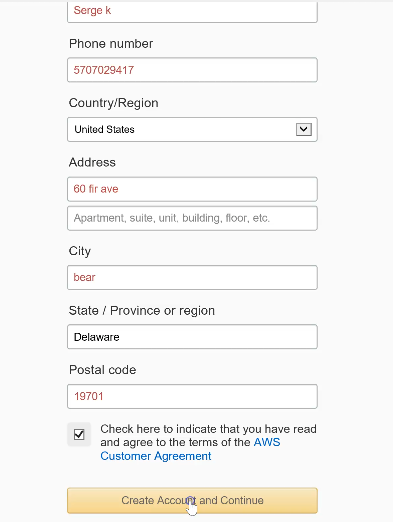 Serge k
Phone number
5707029417
Country/Region
United States
Address
60 fir ave
Apartment, suite, unit. building, floor, etc.
City
bear
State / Province or region
Delaware
Postal code
19701
Check here to indicate that you have read
and agree to the terms of the AWS
Customer Agreement
Create Account and Continue